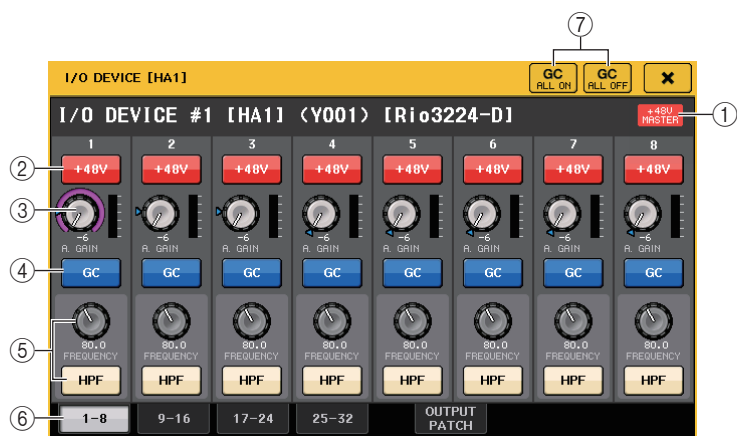 ⑦
I/O DEVICE [HA1]
GC ALL ON
GC ALL OFF
I/O DEVICE #1 [HA1] (Y001) [Rio3224-D]
+48V MASTER
①
1 2 3 4 5 6 7 8
② +48V +48V +48V +48V +48V +48V +48V +48V
③
-6 -6 -6 -6 -6 -6 -6 -6
A. GAIN A. GAIN A. GAIN A. GAIN A. GAIN A. GAIN A. GAIN A. GAIN
④ GC GC GC GC GC GC GC GC
80.0 80.0 80.0 80.0 80.0 80.0 80.0 80.0
⑤
FREQUENCY FREQUENCY FREQUENCY FREQUENCY FREQUENCY FREQUENCY FREQUENCY FREQUENCY
HPF HPF HPF HPF HPF HPF HPF HPF
⑥ 1-8 9-16 17-24 25-32 OUTPUT PATCH